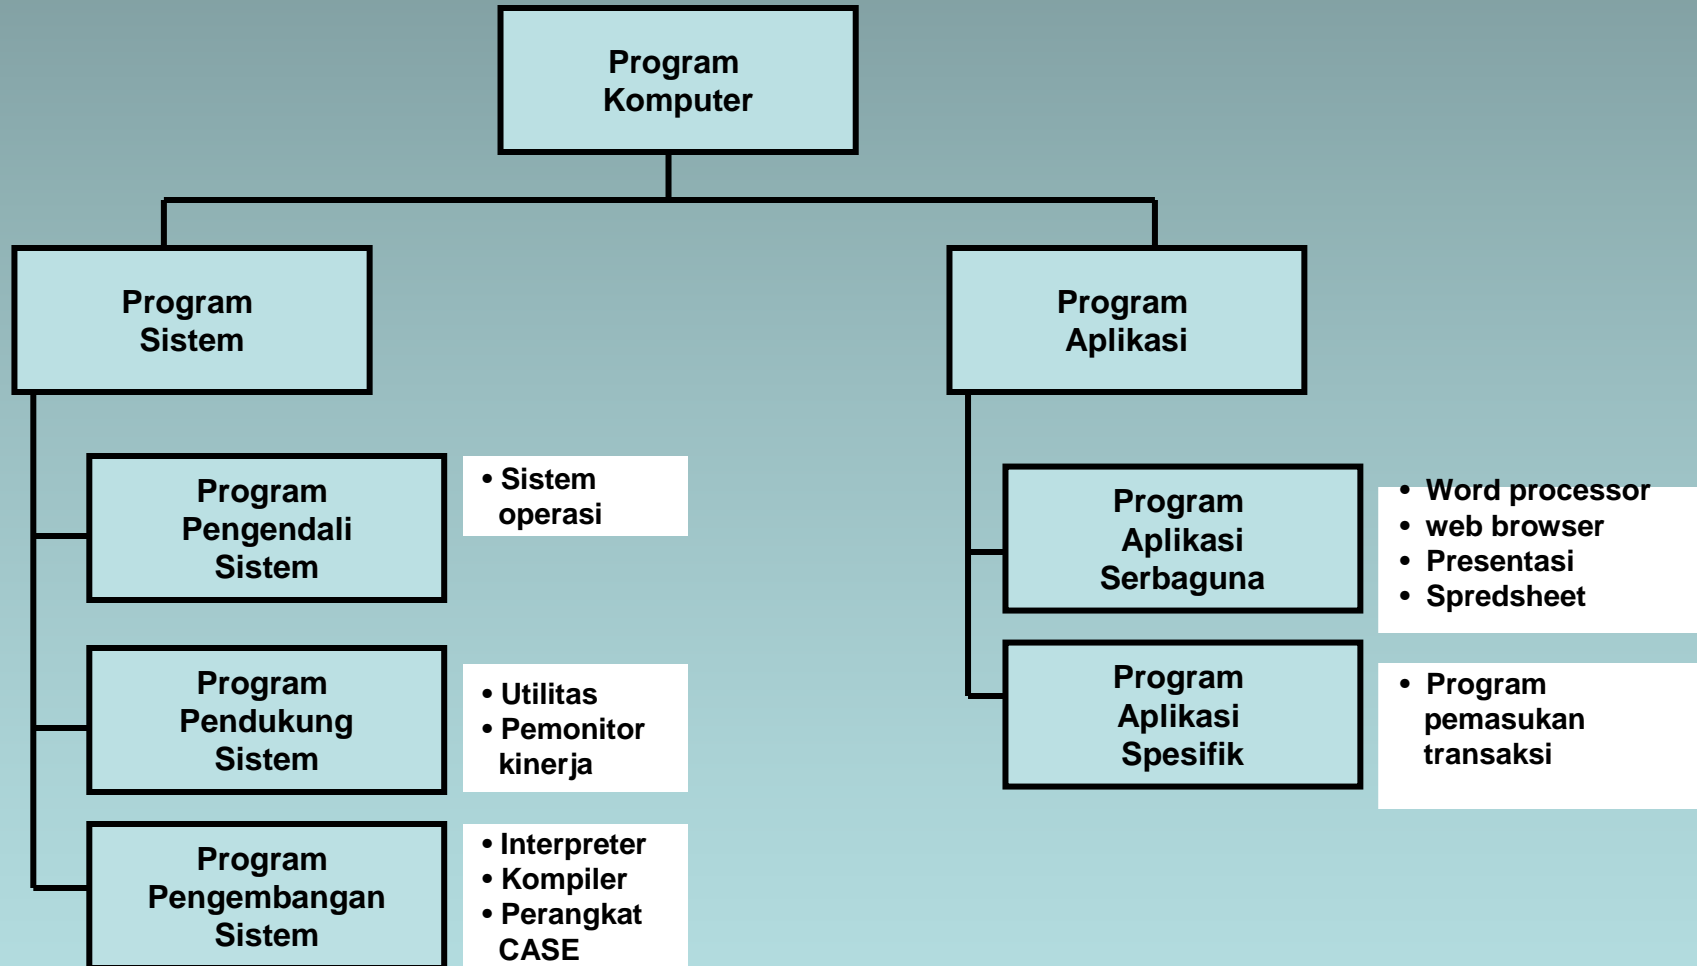 Program
Komputer
Program
Sistem
Program
Aplikasi
Program
Pengendali
Sistem
• Sistem
operasi
Program
Pendukung
Sistem
• Utilitas
• Pemonitor
kinerja
Program
Pengembangan
Sistem
• Interpreter
• Kompiler
• Perangkat
CASE
Program
Aplikasi
Serbaguna
• Word processor
• web browser
• Presentasi
• Spredsheet
Program
Aplikasi
Spesifik
• Program
pemasukan
transaksi